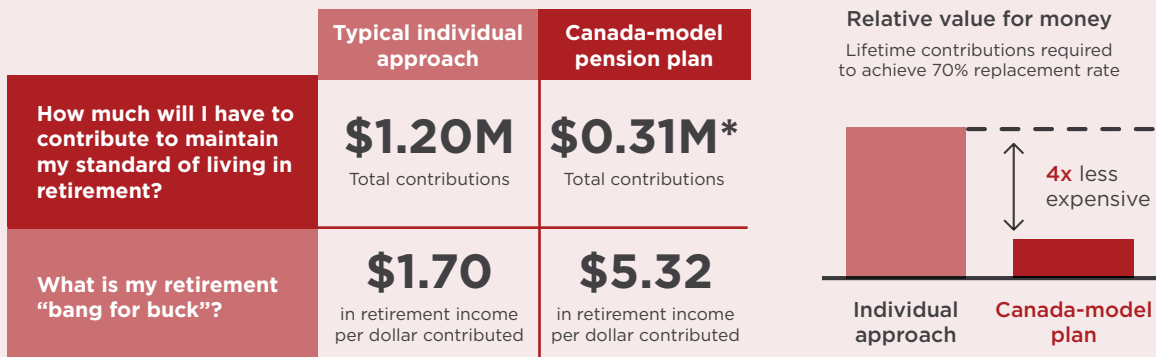 Typical individual
approach
Canada-model
pension plan
How much will I have to
contribute to maintain
my standard of living in
retirement?
$1.20M
Total contributions
$0.31M*
Total contributions
What is my retirement
“bang for buck”?
$1.70
in retirement income
per dollar contributed
$5.32
in retirement income
per dollar contributed
Relative value for money
Lifetime contributions required
to achieve 70% replacement rate
4x less
expensive
Individual
approach
Canada-model
plan